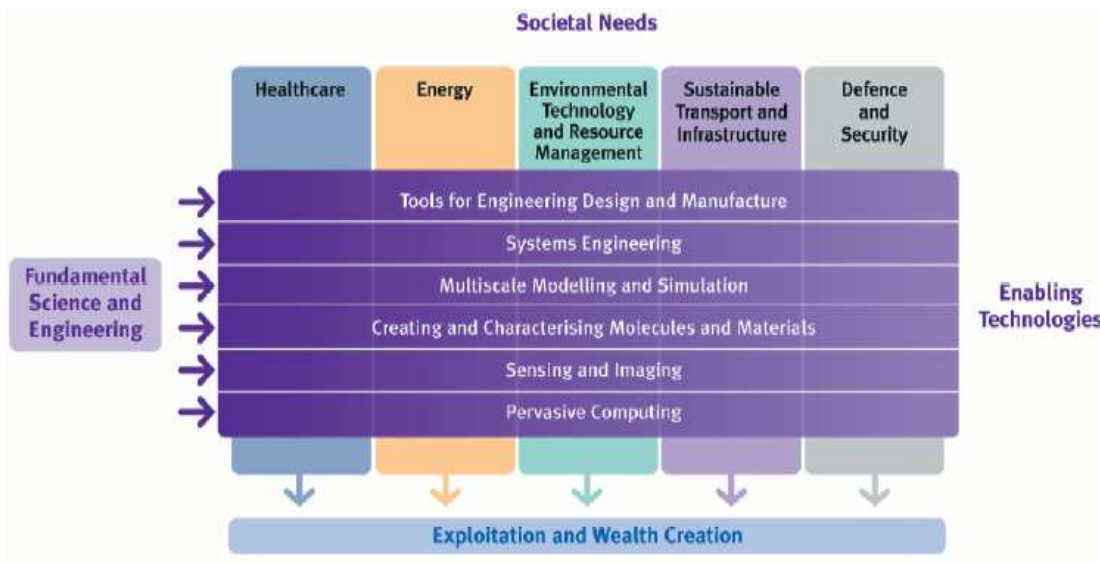 Societal Needs
Healthcare
Energy
Environmental
Technology
and Resource
Management
Sustainable
Transport and
Infrastructure
Defence
and
Security
Tools for Engineering Design and Manufacture
Systems Engineering
Multiscale Modelling and Simulation
Creating and Characterising Molecules and Materials
Sensing and Imaging
Pervasive Computing
Fundamental
Science and
Engineering
Enabling
Technologies
Exploitation and Wealth Creation